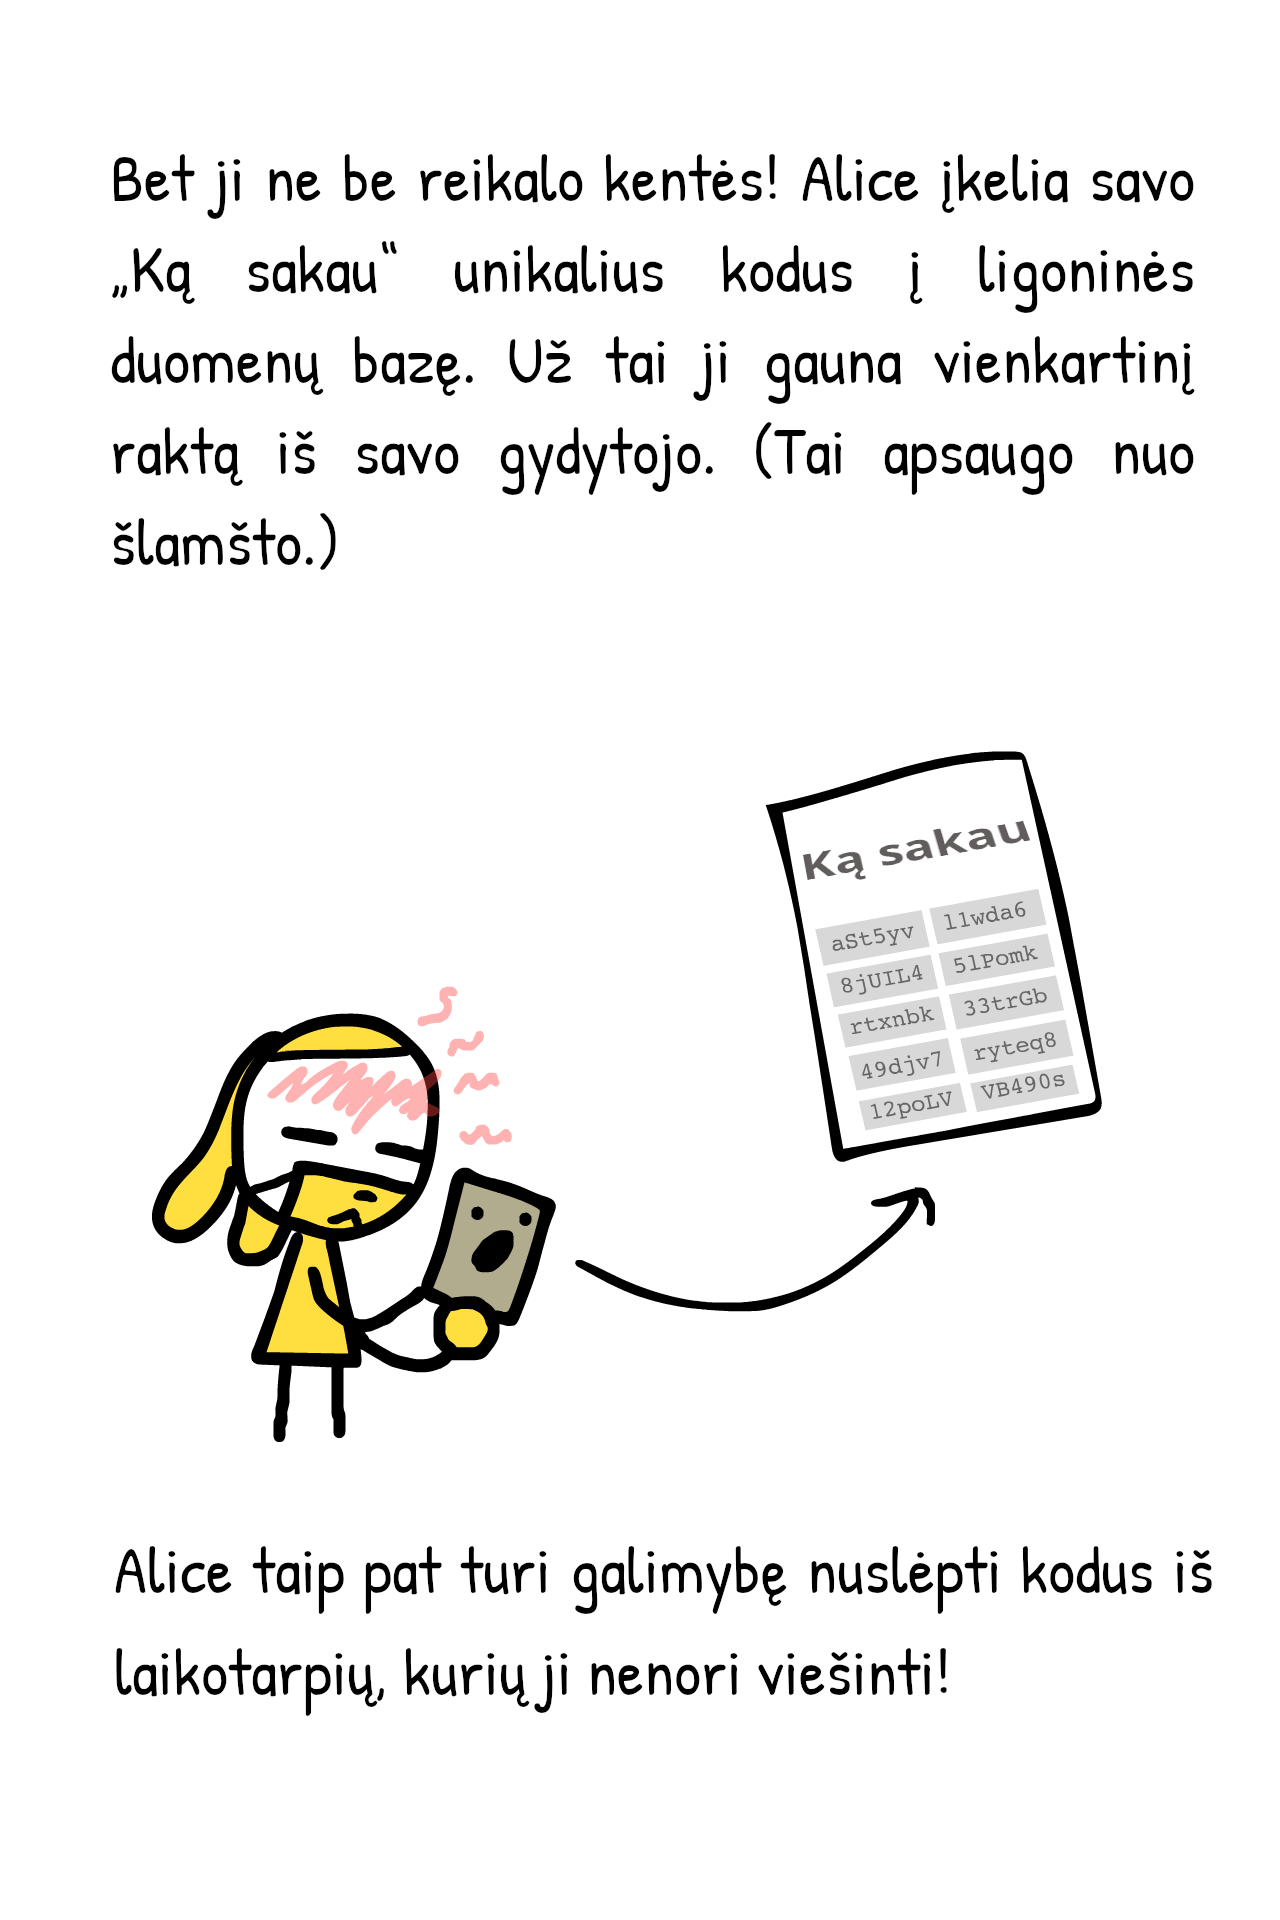 Bet ji ne be reikalo kentės! Alice įkelia savo
„Ką sakau“ unikalius kodus į ligoninės
duomenų bazę. Už tai ji gauna vienkartinį
raktą iš savo gydytojo. (Tai apsaugo nuo
šlamšto.)
Ką sakau
aSt5yv l1wda6
8jUIL4 5lPomk
rtxnbk 33trGb
49djv7 ryteq8
12poLV VB490s
Alice taip pat turi galimybę nuslėpti kodus iš
laikotarpių, kurių ji nenori viešinti!